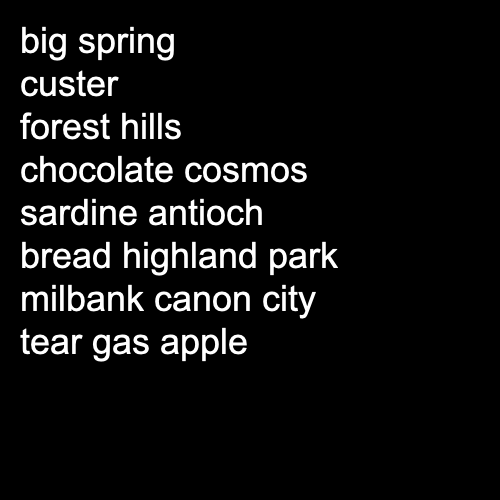 big spring
custer
forest hills
chocolate cosmos
sardine antioch
bread highland park
milbank canon city
tear gas apple